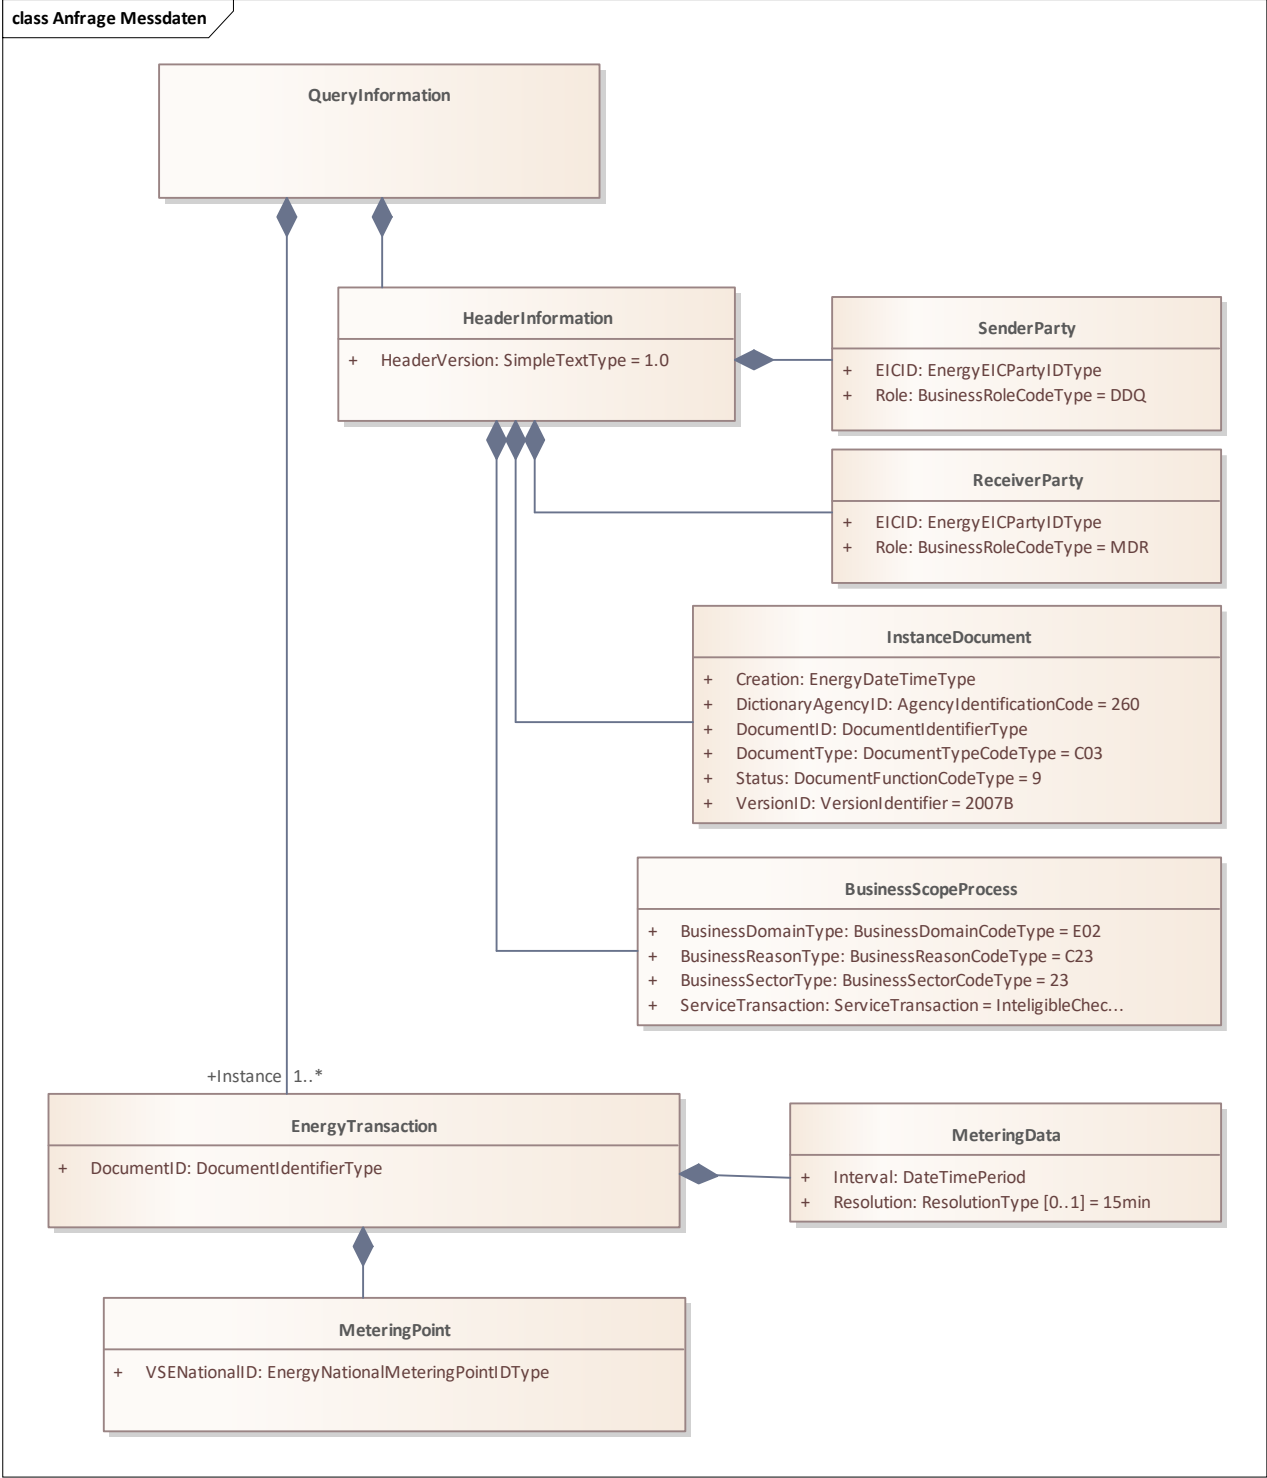 class Anfrage Messdaten
QueryInformation
HeaderInformation
+ HeaderVersion: SimpleTextType = 1.0
SenderParty
+ EICID: EnergyEICPartyIDType
+ Role: BusinessRoleCodeType = DDQ
ReceiverParty
+ EICID: EnergyEICPartyIDType
+ Role: BusinessRoleCodeType = MDR
InstanceDocument
+ Creation: EnergyDateTimeType
+ DictionaryAgencyID: AgencyIdentificationCode = 260
+ DocumentID: DocumentIdentifierType
+ DocumentType: DocumentTypeCodeType = C03
+ Status: DocumentFunctionCodeType = 9
+ VersionID: VersionIdentifier = 2007B
BusinessScopeProcess
+ BusinessDomainType: BusinessDomainCodeType = E02
+ BusinessReasonType: BusinessReasonCodeType = C23
+ BusinessSectorType: BusinessSectorCodeType = 23
+ ServiceTransaction: ServiceTransaction = InteligibleChec...
+Instance 1..*
EnergyTransaction
+ DocumentID: DocumentIdentifierType
MeteringData
+ Interval: DateTimePeriod
+ Resolution: ResolutionType [0..1] = 15min
MeteringPoint
+ VSENationalID: EnergyNationalMeteringPointIDType